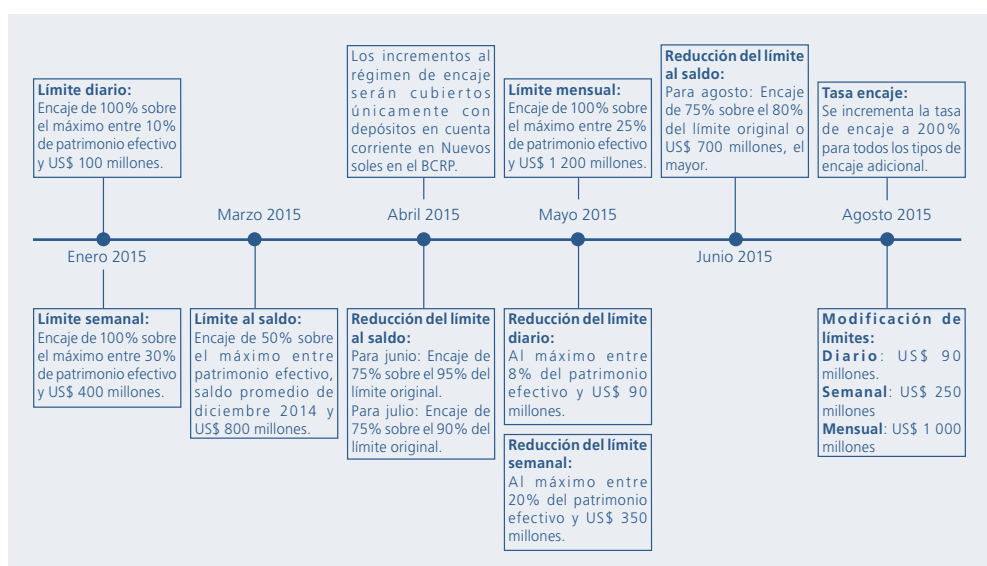 Límite diario:
Encaje de 100% sobre
el máximo entre 10%
de patrimonio efectivo
y US$ 100 millones.
Los incrementos al
régimen de encaje
serán cubiertos
únicamente con
depósitos en cuenta
corriente en Nuevos
soles en el BCRP.
Límite mensual:
Encaje de 100% sobre
el máximo entre 25%
de patrimonio efectivo
y US$ 1 200 millones.
Reducción del límite
al saldo:
Para agosto: Encaje
de 75% sobre el 80%
del límite original o
US$ 700 millones, el
mayor.
Tasa encaje:
Se incrementa la tasa
de encaje a 200%
para todos los tipos de
encaje adicional.
Marzo 2015
Abril 2015
Mayo 2015
Agosto 2015
Enero 2015
Junio 2015
Límite semanal:
Encaje de 100% sobre
el máximo entre 30%
de patrimonio efectivo
y US$ 400 millones.
Límite al saldo:
Encaje de 50% sobre
el máximo entre
patrimonio efectivo,
saldo promedio de
diciembre 2014 y
US$ 800 millones.
Reducción del límite
al saldo:
Para junio: Encaje de
75% sobre el 95% del
límite original.
Para julio: Encaje de
75% sobre el 90% del
límite original.
Reducción del límite
diario:
Al máximo entre
8% del patrimonio
efectivo y US$ 90
millones.
Reducción del límite
semanal:
Al máximo entre
20% del patrimonio
efectivo y US$ 350
millones.
Modificación de
límites:
Diario: US$ 90
millones.
Semanal: US$ 250
millones
Mensual: US$ 1 000
millones